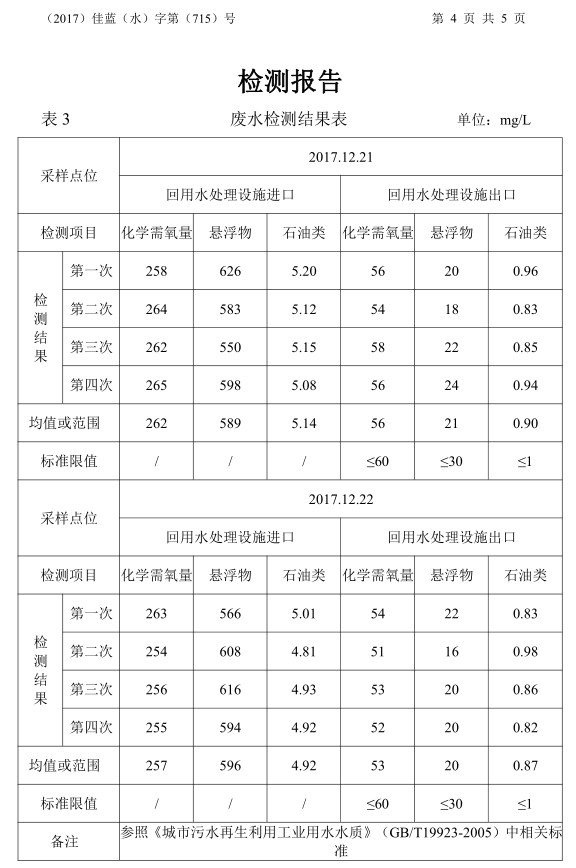 （2017）佳蓝（水）字第（715）号 第 4 页 共 5 页
检测报告
表 3 废水检测结果表 单位：mg/L
采样点位 2017.12.21
回用水处理设施进口 回用水处理设施出口
检测项目 化学需氧量 悬浮物 石油类 化学需氧量 悬浮物 石油类
检测结果 第一次 258 626 5.20 56 20 0.96
第二次 264 583 5.12 54 18 0.83
第三次 262 550 5.15 58 22 0.85
第四次 265 598 5.08 56 24 0.94
均值或范围 262 589 5.14 56 21 0.90
标准限值 / / / ≤60 ≤30 ≤1
采样点位 2017.12.22
回用水处理设施进口 回用水处理设施出口
检测项目 化学需氧量 悬浮物 石油类 化学需氧量 悬浮物 石油类
检测结果 第一次 263 566 5.01 54 22 0.83
第二次 254 608 4.81 51 16 0.98
第三次 256 616 4.93 53 20 0.86
第四次 255 594 4.92 52 20 0.82
均值或范围 257 596 4.92 53 20 0.87
标准限值 / / / ≤60 ≤30 ≤1
备注 参照《城市污水再生利用工业用水水质》（GB/T19923-2005）中相关标
准